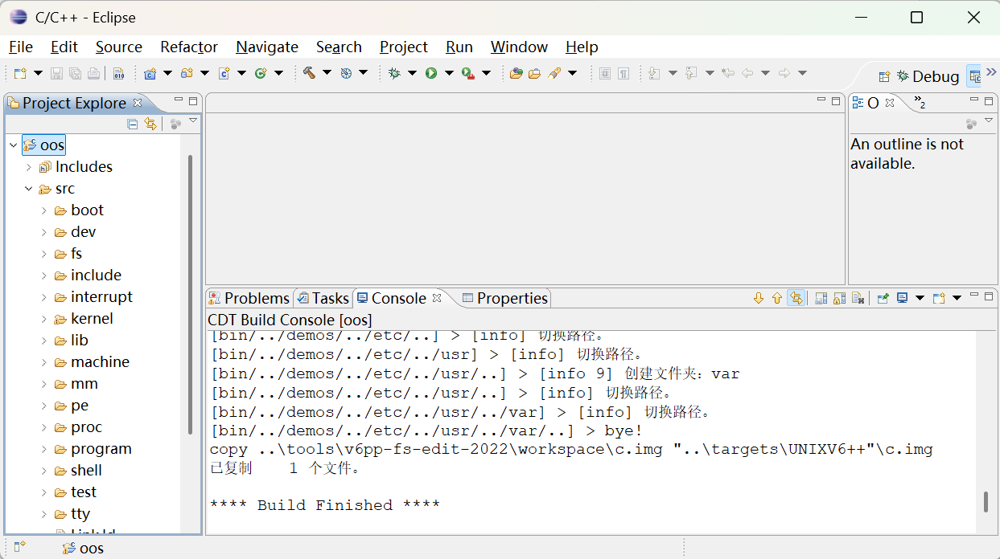 C/C++ - Eclipse
File Edit Source Refactor Navigate Search Project Run Window Help
Debug
Project Explore
oos
Includes
src
boot
dev
fs
include
interrupt
kernel
lib
machine
mm
pe
proc
program
shell
test
tty
O
2
An outline is not
available.
Problems Tasks Console Properties
CDT Build Console [oos]
[bin/../demos/../etc/..] > [info] 切换路径。
[bin/../demos/../etc/../usr] > [info] 切换路径。
[bin/../demos/../etc/../usr/..] > [info 9] 创建文件夹: var
[bin/../demos/../etc/../usr/..] > [info] 切换路径。
[bin/../demos/../etc/../usr/../var] > [info] 切换路径。
[bin/../demos/../etc/../usr/../var/..] > bye!
copy ..\tools\v6pp-fs-edit-2022\workspace\c.img "..\targets\UNIXV6++"\c.img
已复制 1 个文件。
**** Build Finished ****
oos